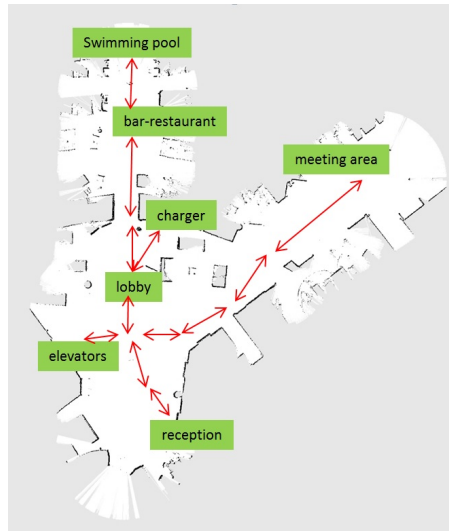 Swimming pool
bar-restaurant
meeting area
charger
lobby
elevators
reception